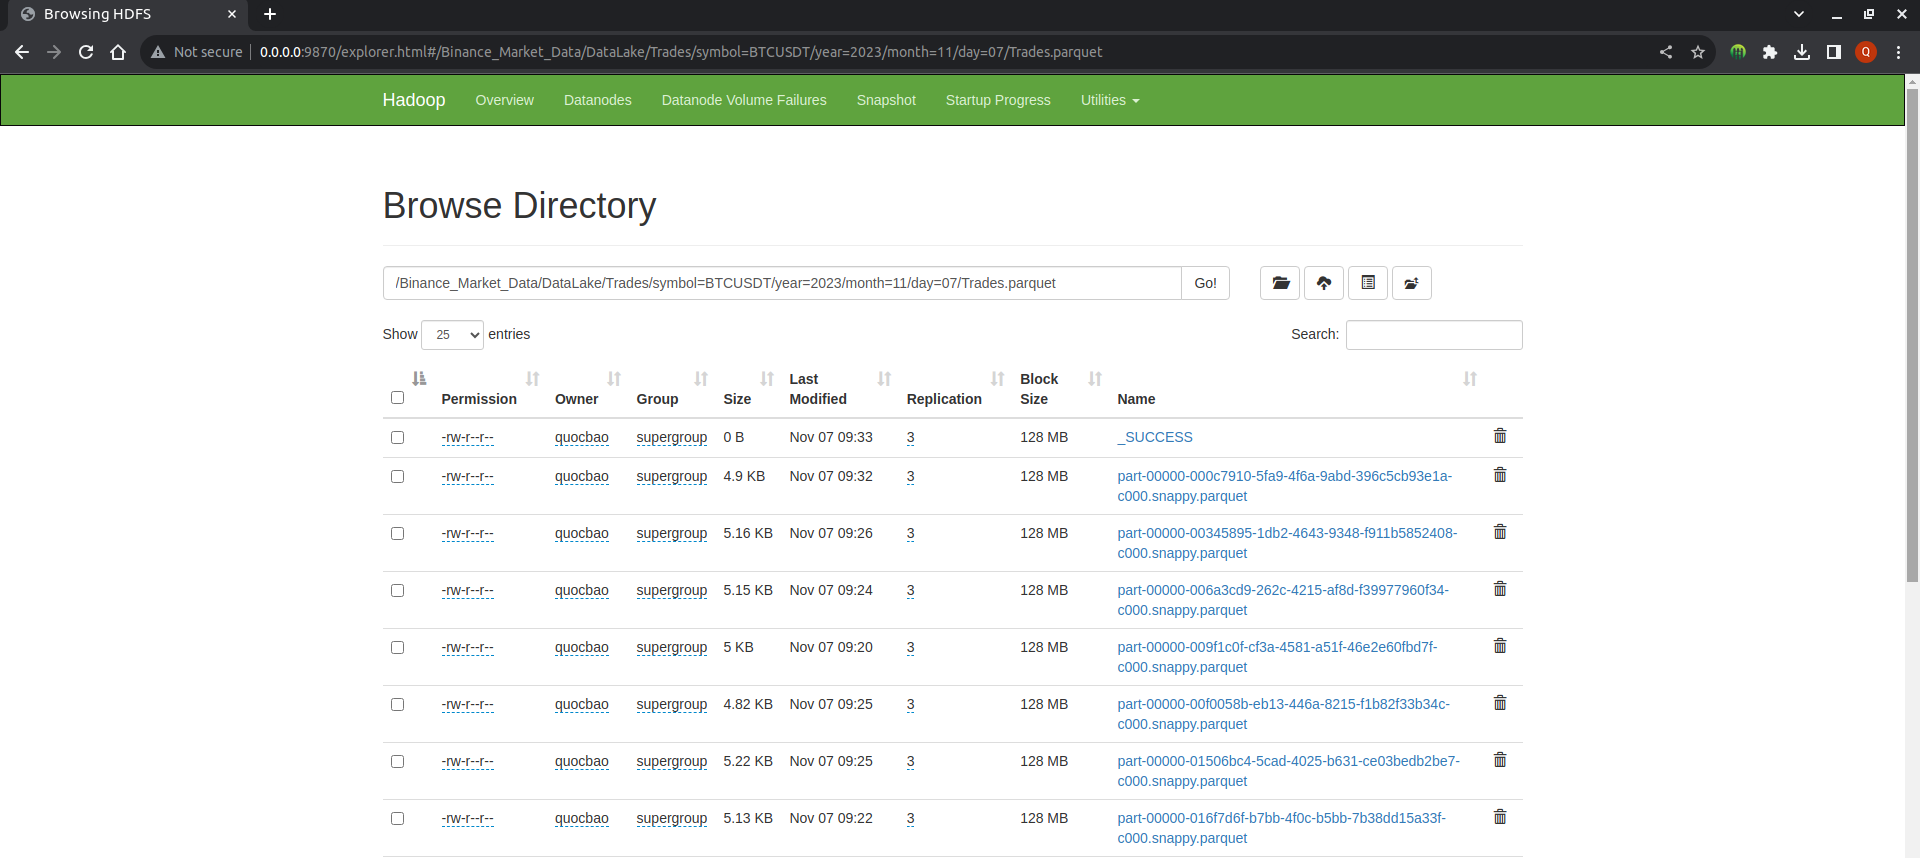 Browsing HDFS
Not secure 0.0.0.0:9870/explorer.html#/Binance_Market_Data/DataLake/Trades/symbol=BTCUSDT/year=2023/month=11/day=07/Trades.parquet Q
Hadoop Overview Datanodes Datanode Volume Failures Snapshot Startup Progress Utilities
Browse Directory
/Binance_Market_Data/DataLake/Trades/symbol=BTCUSDT/year=2023/month=11/day=07/Trades.parquet Go!
Show 25 entries Search:
Permission Owner Group Size Last Modified Replication Block Size Name
-rw-r--r-- quocbao supergroup 0 B Nov 07 09:33 3 128 MB _SUCCESS
-rw-r--r-- quocbao supergroup 4.9 KB Nov 07 09:32 3 128 MB part-00000-000c7910-5fa9-4f6a-9abd-396c5cb93e1a-
c000.snappy.parquet
-rw-r--r-- quocbao supergroup 5.16 KB Nov 07 09:26 3 128 MB part-00000-00345895-1db2-4643-9348-f911b5852408-
c000.snappy.parquet
-rw-r--r-- quocbao supergroup 5.15 KB Nov 07 09:24 3 128 MB part-00000-006a3cd9-262c-4215-af8d-f39977960f34-
c000.snappy.parquet
-rw-r--r-- quocbao supergroup 5 KB Nov 07 09:20 3 128 MB part-00000-009f1c0f-cf3a-4581-a51f-46e2e60fbd7f-
c000.snappy.parquet
-rw-r--r-- quocbao supergroup 4.82 KB Nov 07 09:25 3 128 MB part-00000-00f0058b-eb13-446a-8215-f1b82f33b34c-
c000.snappy.parquet
-rw-r--r-- quocbao supergroup 5.22 KB Nov 07 09:25 3 128 MB part-00000-01506bc4-5cad-4025-b631-ce03bedb2be7-
c000.snappy.parquet
-rw-r--r-- quocbao supergroup 5.13 KB Nov 07 09:22 3 128 MB part-00000-016f7d6f-b7bb-4f0c-b5bb-7b38dd15a33f-
c000.snappy.parquet